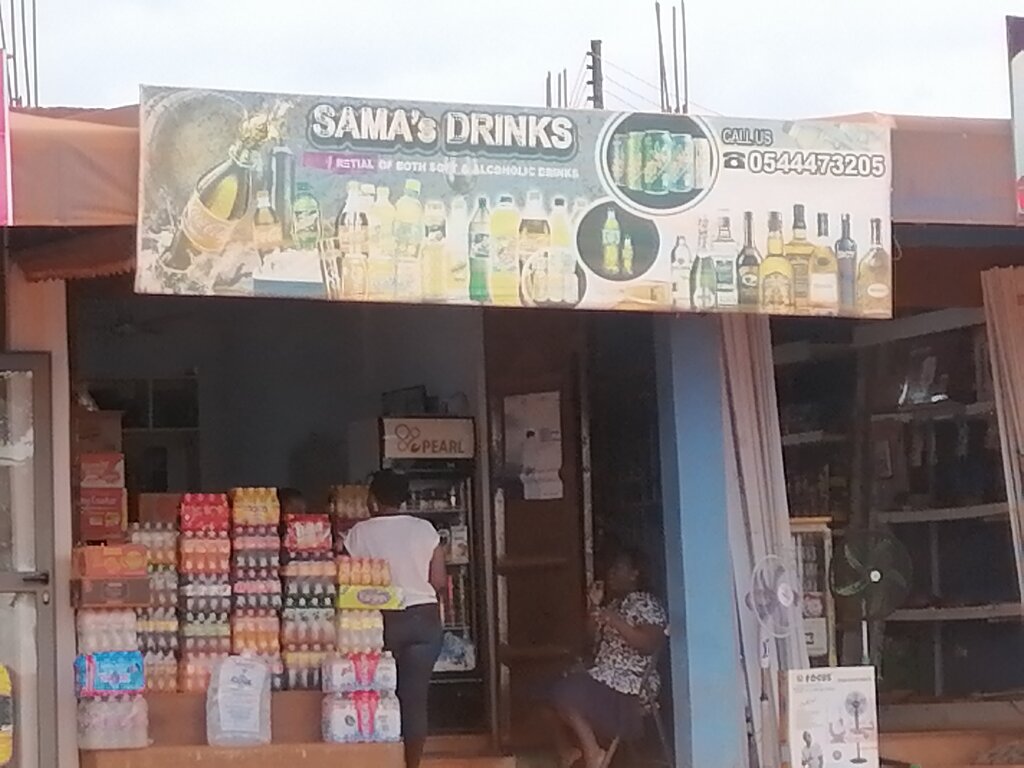 SAMA's DRINKS
RETIAL OF BOTH SOFT & ALCOHOLIC DRINKS
CALL US
0544473205
PEARL
FOCUS